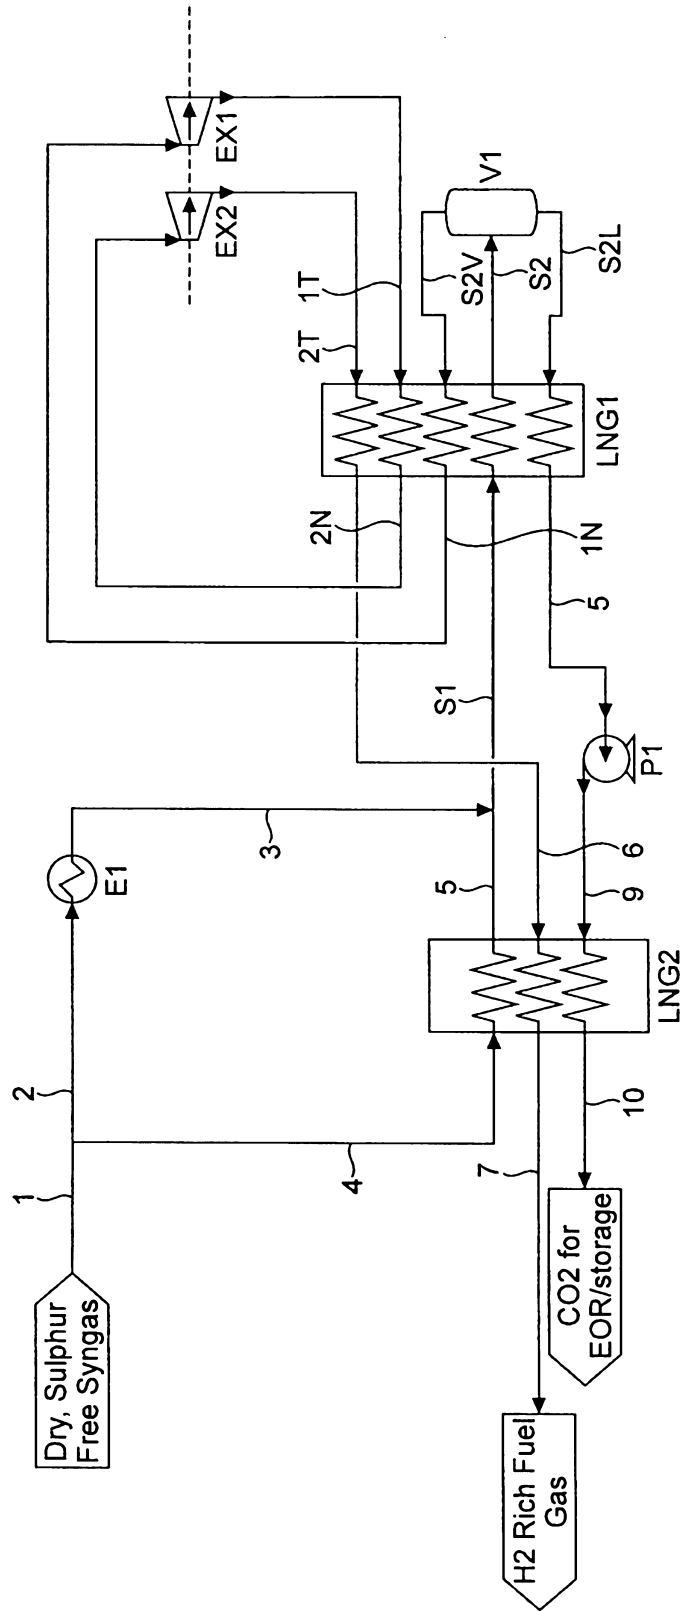 Dry, Sulphur
Free Syngas
1
2
E1
3
4
5
S1
LNG2
6
7
9
10
P1
5
LNG1
1N
2N
2T
1T
EX2
EX1
S2V
S2
S2L
V1
H2 Rich Fuel
Gas
CO2 for
EOR/storage